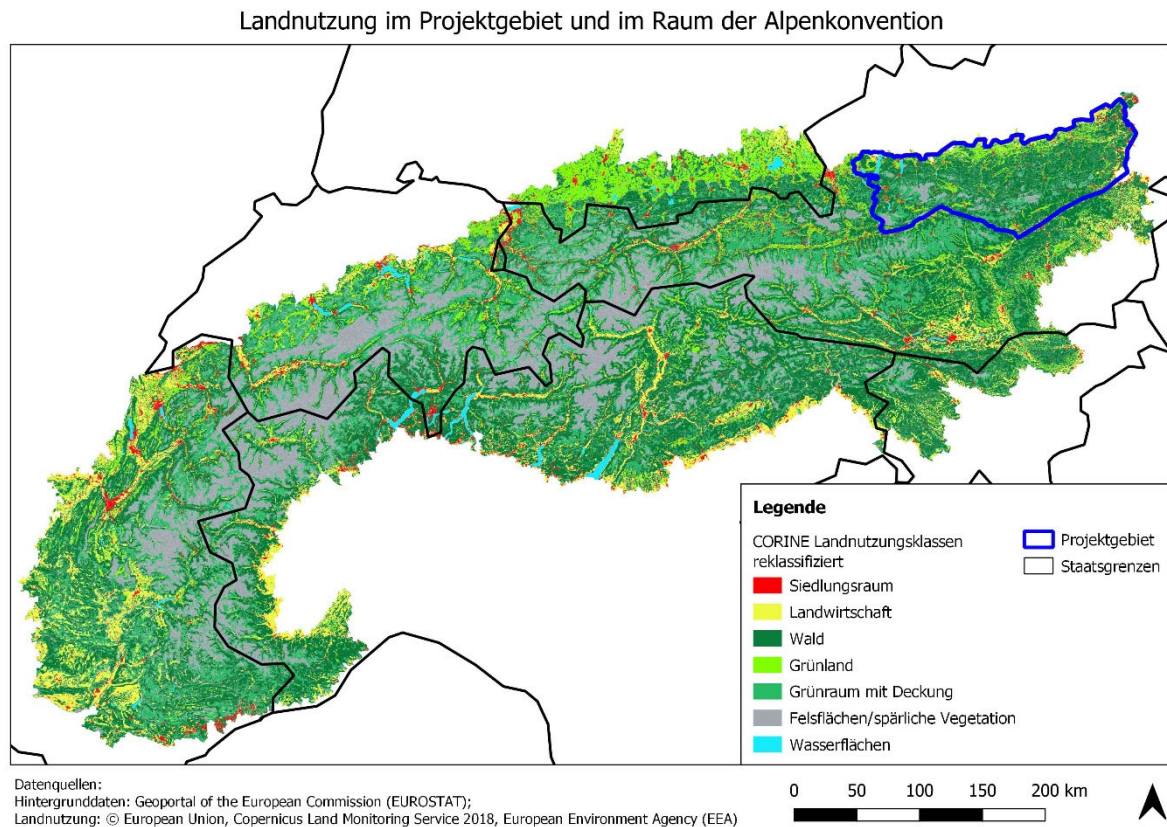 Landnutzung im Projektgebiet und im Raum der Alpenkonvention
Legende
CORINE Landnutzungsklassen
reklassifiziert
Siedlungsraum
Landwirtschaft
Wald
Grünland
Grünraum mit Deckung
Felsflächen/spärliche Vegetation
Wasserflächen
Projektgebiet
Staatsgrenzen
Datenquellen:
Hintergrunddaten: Geoportal of the European Commission (EUROSTAT);
Landnutzung: © European Union, Copernicus Land Monitoring Service 2018, European Environment Agency (EEA)
0 50 100 150 200 km